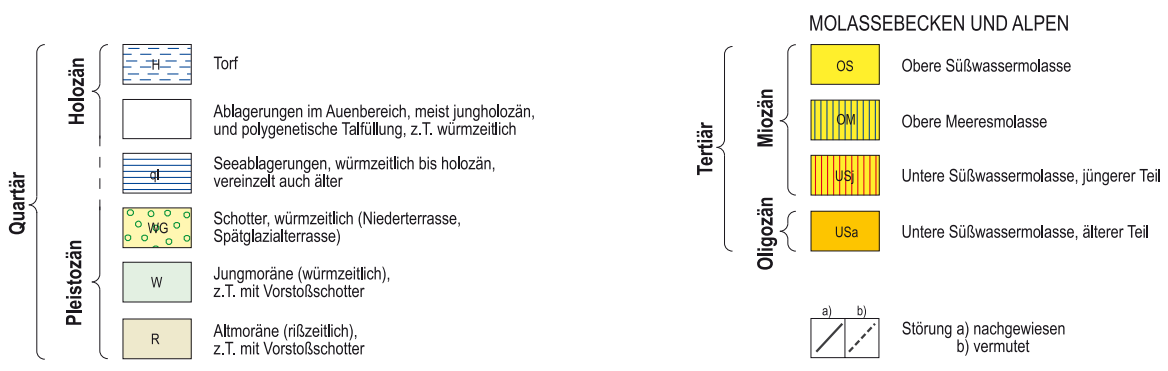 Quartär
Holozän
H
Torf
Ablagerungen im Auenbereich, meist jungholozän,
und polygenetische Talfüllung, z.T. würmzeitlich
ql
Seeablagerungen, würmzeitlich bis holozän,
vereinzelt auch älter
Pleistozän
WG
Schotter, würmzeitlich (Niederterrasse,
Spätglazialterrasse)
W
Jungmoräne (würmzeitlich),
z.T. mit Vorstoßschotter
R
Altmoräne (rißzeitlich),
z.T. mit Vorstoßschotter
MOLASSEBECKEN UND ALPEN
Tertiär
Miozän
OS
Obere Süßwassermolasse
OM
Obere Meeresmolasse
USj
Untere Süßwassermolasse, jüngerer Teil
Oligozän
USa
Untere Süßwassermolasse, älterer Teil
a) b)
Störung a) nachgewiesen
b) vermutet